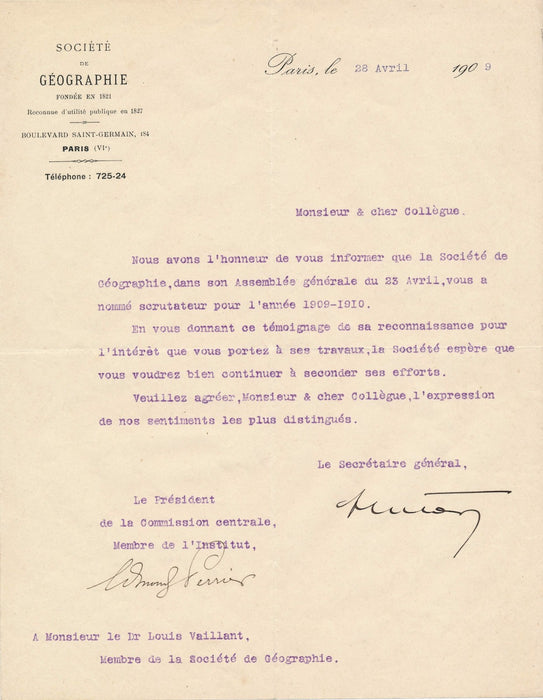 SOCIÉTÉ
DE
GÉOGRAPHIE
FONDÉE EN 1821
Reconnue d'utilité publique en 1827
BOULEVARD SAINT-GERMAIN, 184
PARIS (VIe)
Téléphone : 725-24
Paris, le 28 Avril 1909
Monsieur & cher Collègue.
Nous avons l'honneur de vous informer que la Société de
Géographie,dans son Assemblée générale du 23 Avril,vous a
nommé scrutateur pour l'année 1909-1910.
En vous donnant ce témoignage de sa reconnaissance pour
l'intérêt que vous portez à ses travaux,la Société espère que
vous voudrez bien continuer à seconder ses efforts.
Veuillez agréer,Monsieur & cher Collègue,l'expression
de nos sentiments les plus distingués.
Le Secrétaire général,
Le Président
de la Commission centrale,
Membre de l'Institut,
Edmond Perrier
A Monsieur le Dr Louis Vaillant,
Membre de la Société de Géographie.